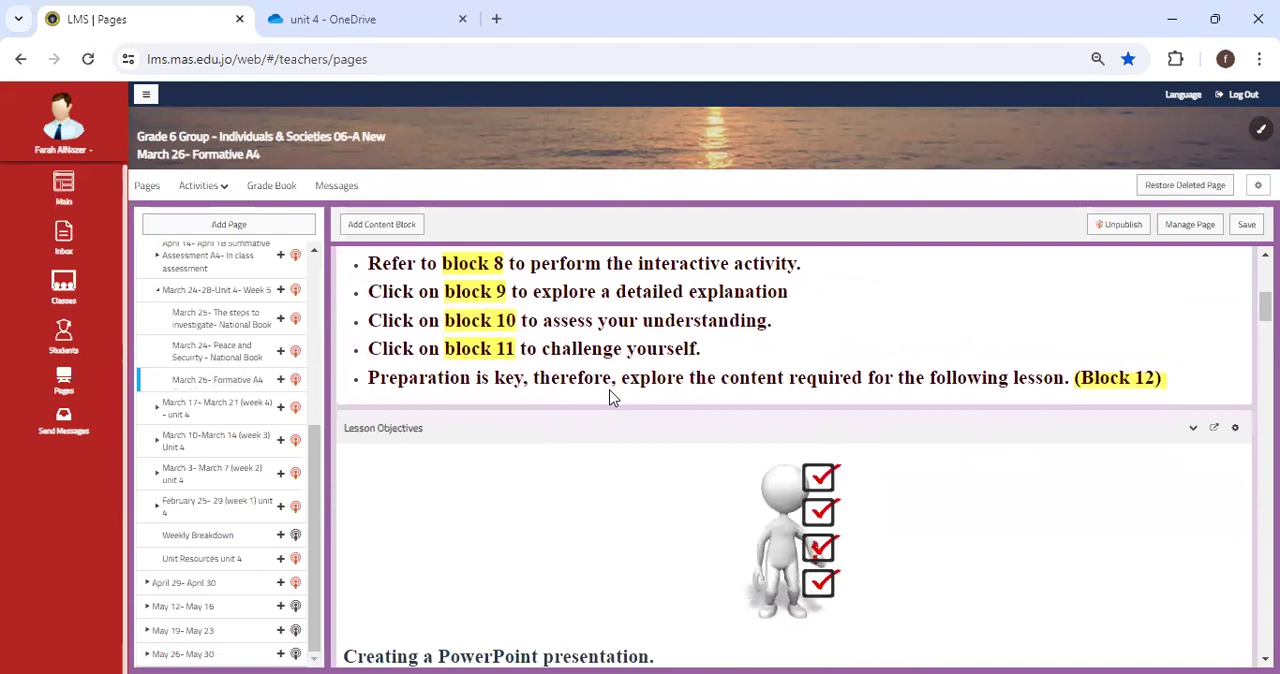 LMS | Pages
unit 4 - OneDrive
lms.mas.edu.jo/web/#/teachers/pages
f
Language
Log Out
Farah AlNazer
Grade 6 Group - Individuals & Societies 06-A New
March 26- Formative A4
Pages
Activities
Grade Book
Messages
Restore Deleted Page
Main
Inbox
Classes
Students
Pages
Send Messages
Add Page
April 14- April 18 Summative
Assessment A4- In class
assessment
March 24-28-Unit 4- Week 5
March 25- The steps to
investigate- National Book
March 24- Peace and
Secuirty - National Book
March 26- Formative A4
March 17- March 21 (week 4)
- unit 4
March 10-March 14 (week 3)
Unit 4
March 3- March 7 (week 2)
unit 4
February 25- 29 (week 1) unit
4
Weekly Breakdown
Unit Resources unit 4
April 29- April 30
May 12- May 16
May 19- May 23
May 26- May 30
Add Content Block
Unpublish
Manage Page
Save
• Refer to block 8 to perform the interactive activity.
• Click on block 9 to explore a detailed explanation
• Click on block 10 to assess your understanding.
• Click on block 11 to challenge yourself.
• Preparation is key, therefore, explore the content required for the following lesson. (Block 12)
Lesson Objectives
Creating a PowerPoint presentation.